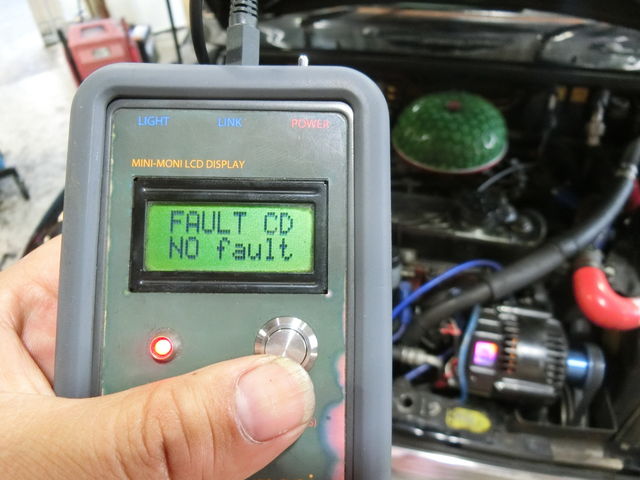 LIGHT LINK POWER
MINI-MONI LCD DISPLAY
FAULT CD
NO fault